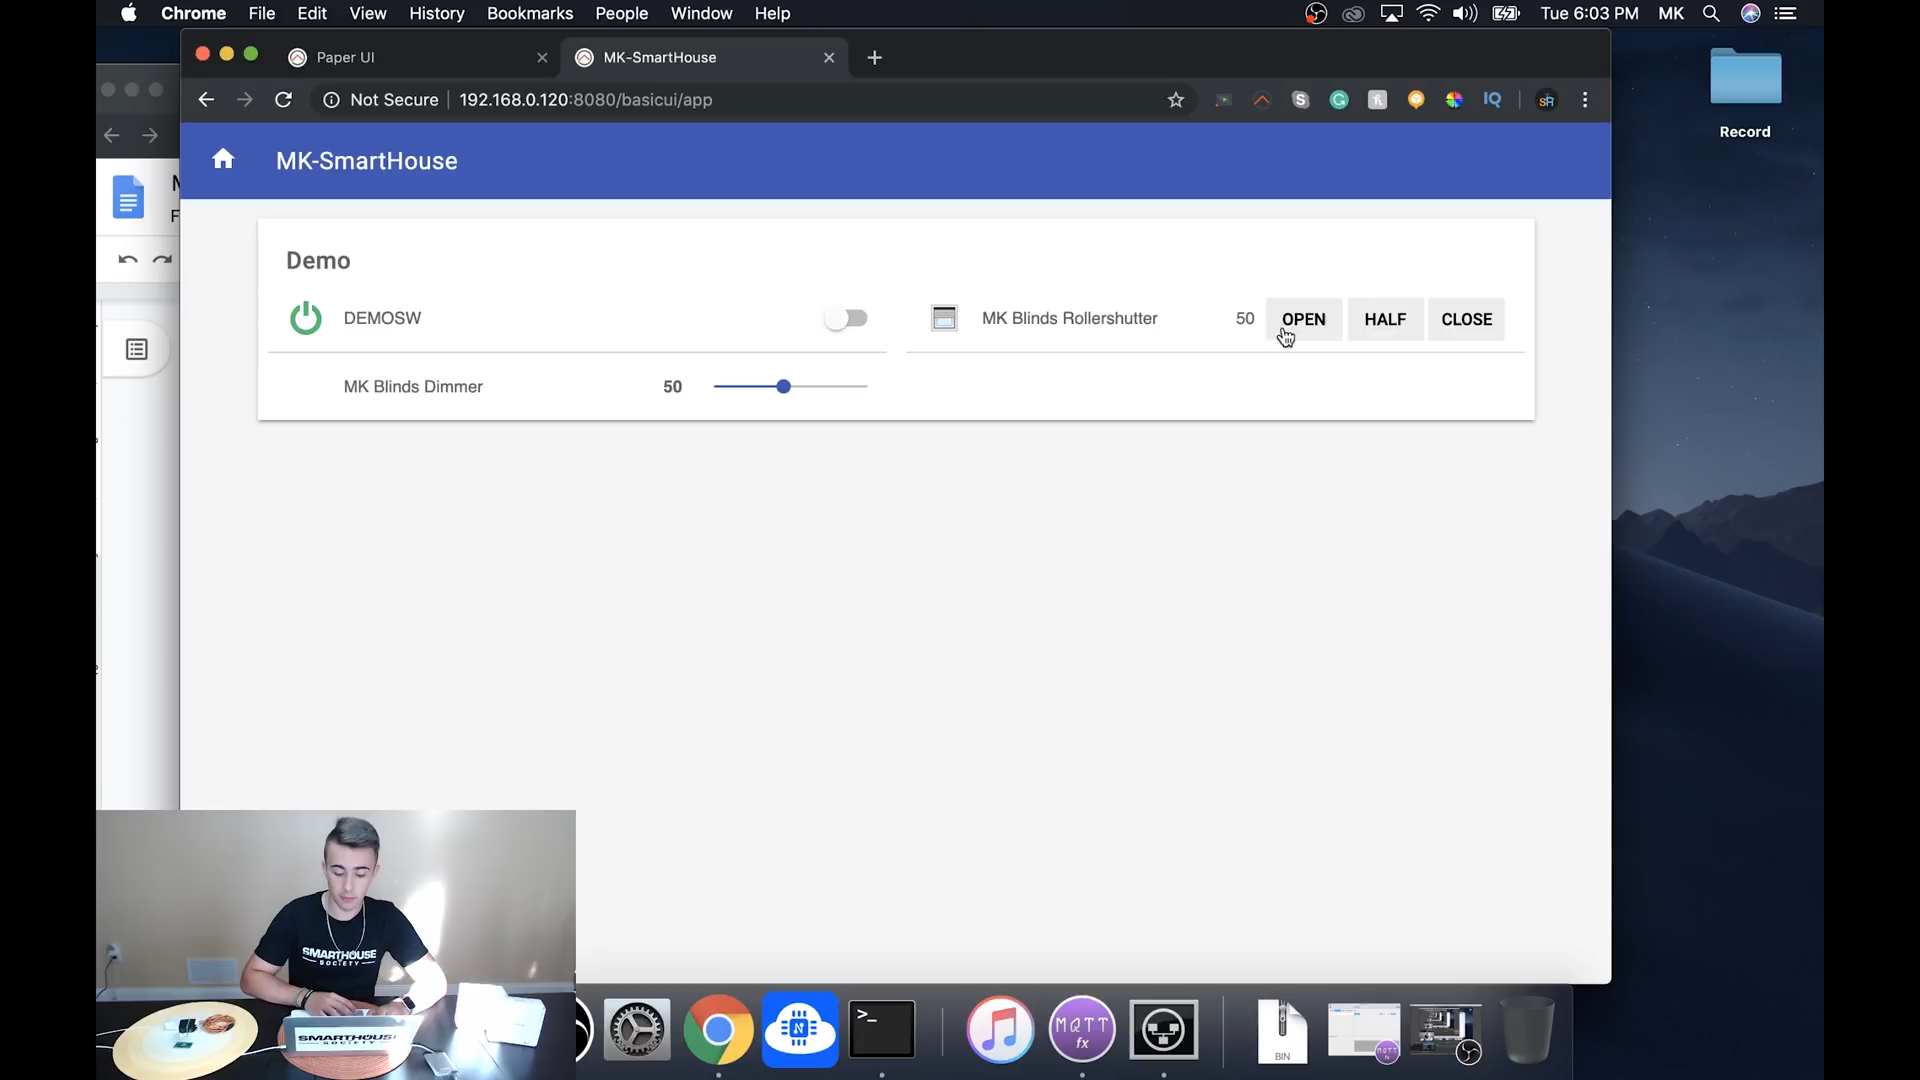 Chrome File Edit View History Bookmarks People Window Help
Tue 6:03 PM MK
Paper UI
MK-SmartHouse
Record
Not Secure 192.168.0.120:8080/basicui/app
IQ
MK-SmartHouse
Demo
DEMOSW
MK Blinds Rollershutter 50 OPEN HALF CLOSE
MK Blinds Dimmer 50
SMARTHOUSE
SOCIETY
SMARTHOUSE
>_
N
MQTT
fx
BIN